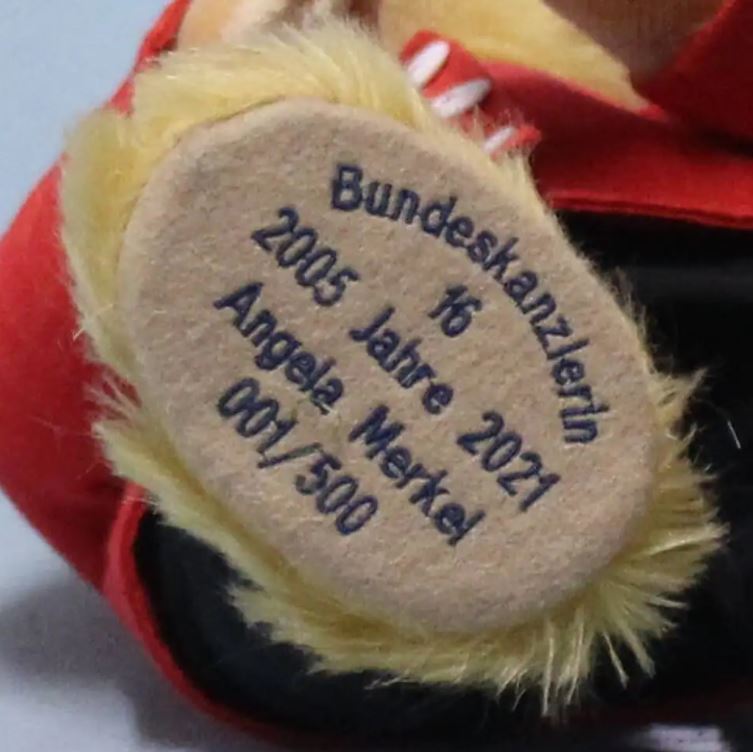 Bundeskanzlerin
16
2005 Jahre 2021
Angela Merkel
001/500